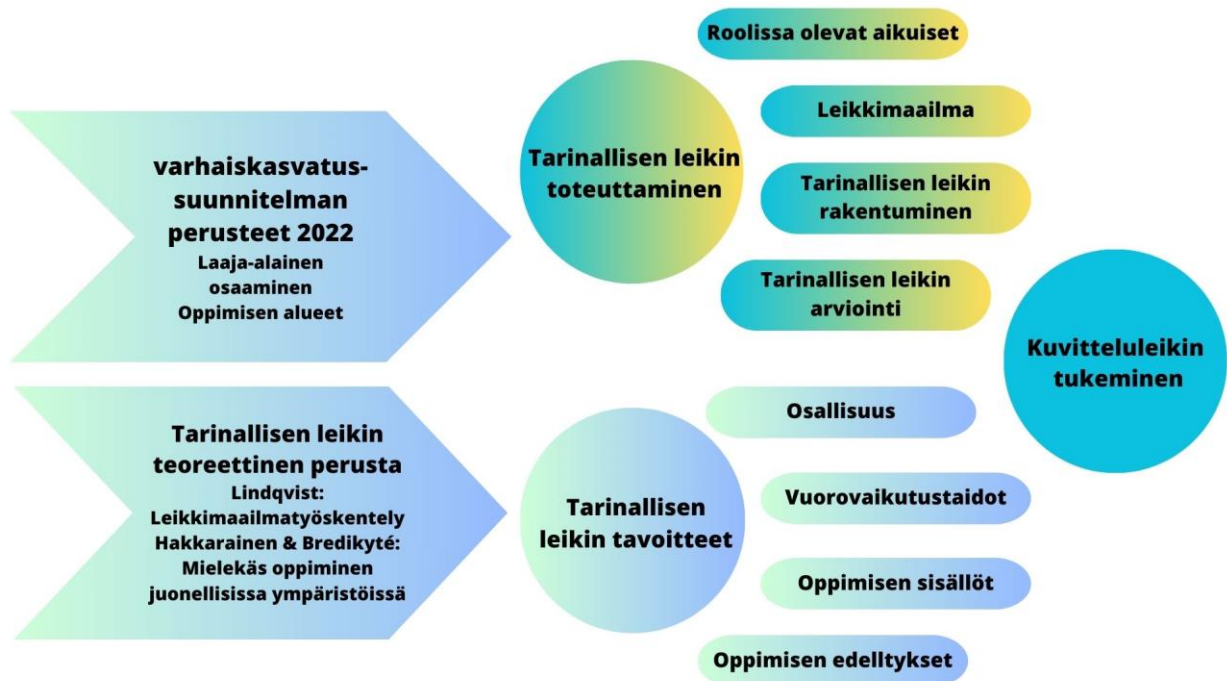 varhaiskasvatus-
suunnitelman
perusteet 2022
Laaja-alainen
osaaminen
Oppimisen alueet
Tarinallisen leikin
teoreettinen perusta
Lindqvist:
Leikkimaailmatyöskentely
Hakkarainen & Bredikyté:
Mielekäs oppiminen
juonellisissa ympäristöissä
Tarinallisen leikin
toteuttaminen
Roolissa olevat aikuiset
Leikkimaailma
Tarinallisen leikin
rakentuminen
Tarinallisen leikin
arviointi
Tarinallisen
leikin tavoitteet
Osallisuus
Vuorovaikutustaidot
Oppimisen sisällöt
Oppimisen edelltykset
Kuvitteluleikin
tukeminen